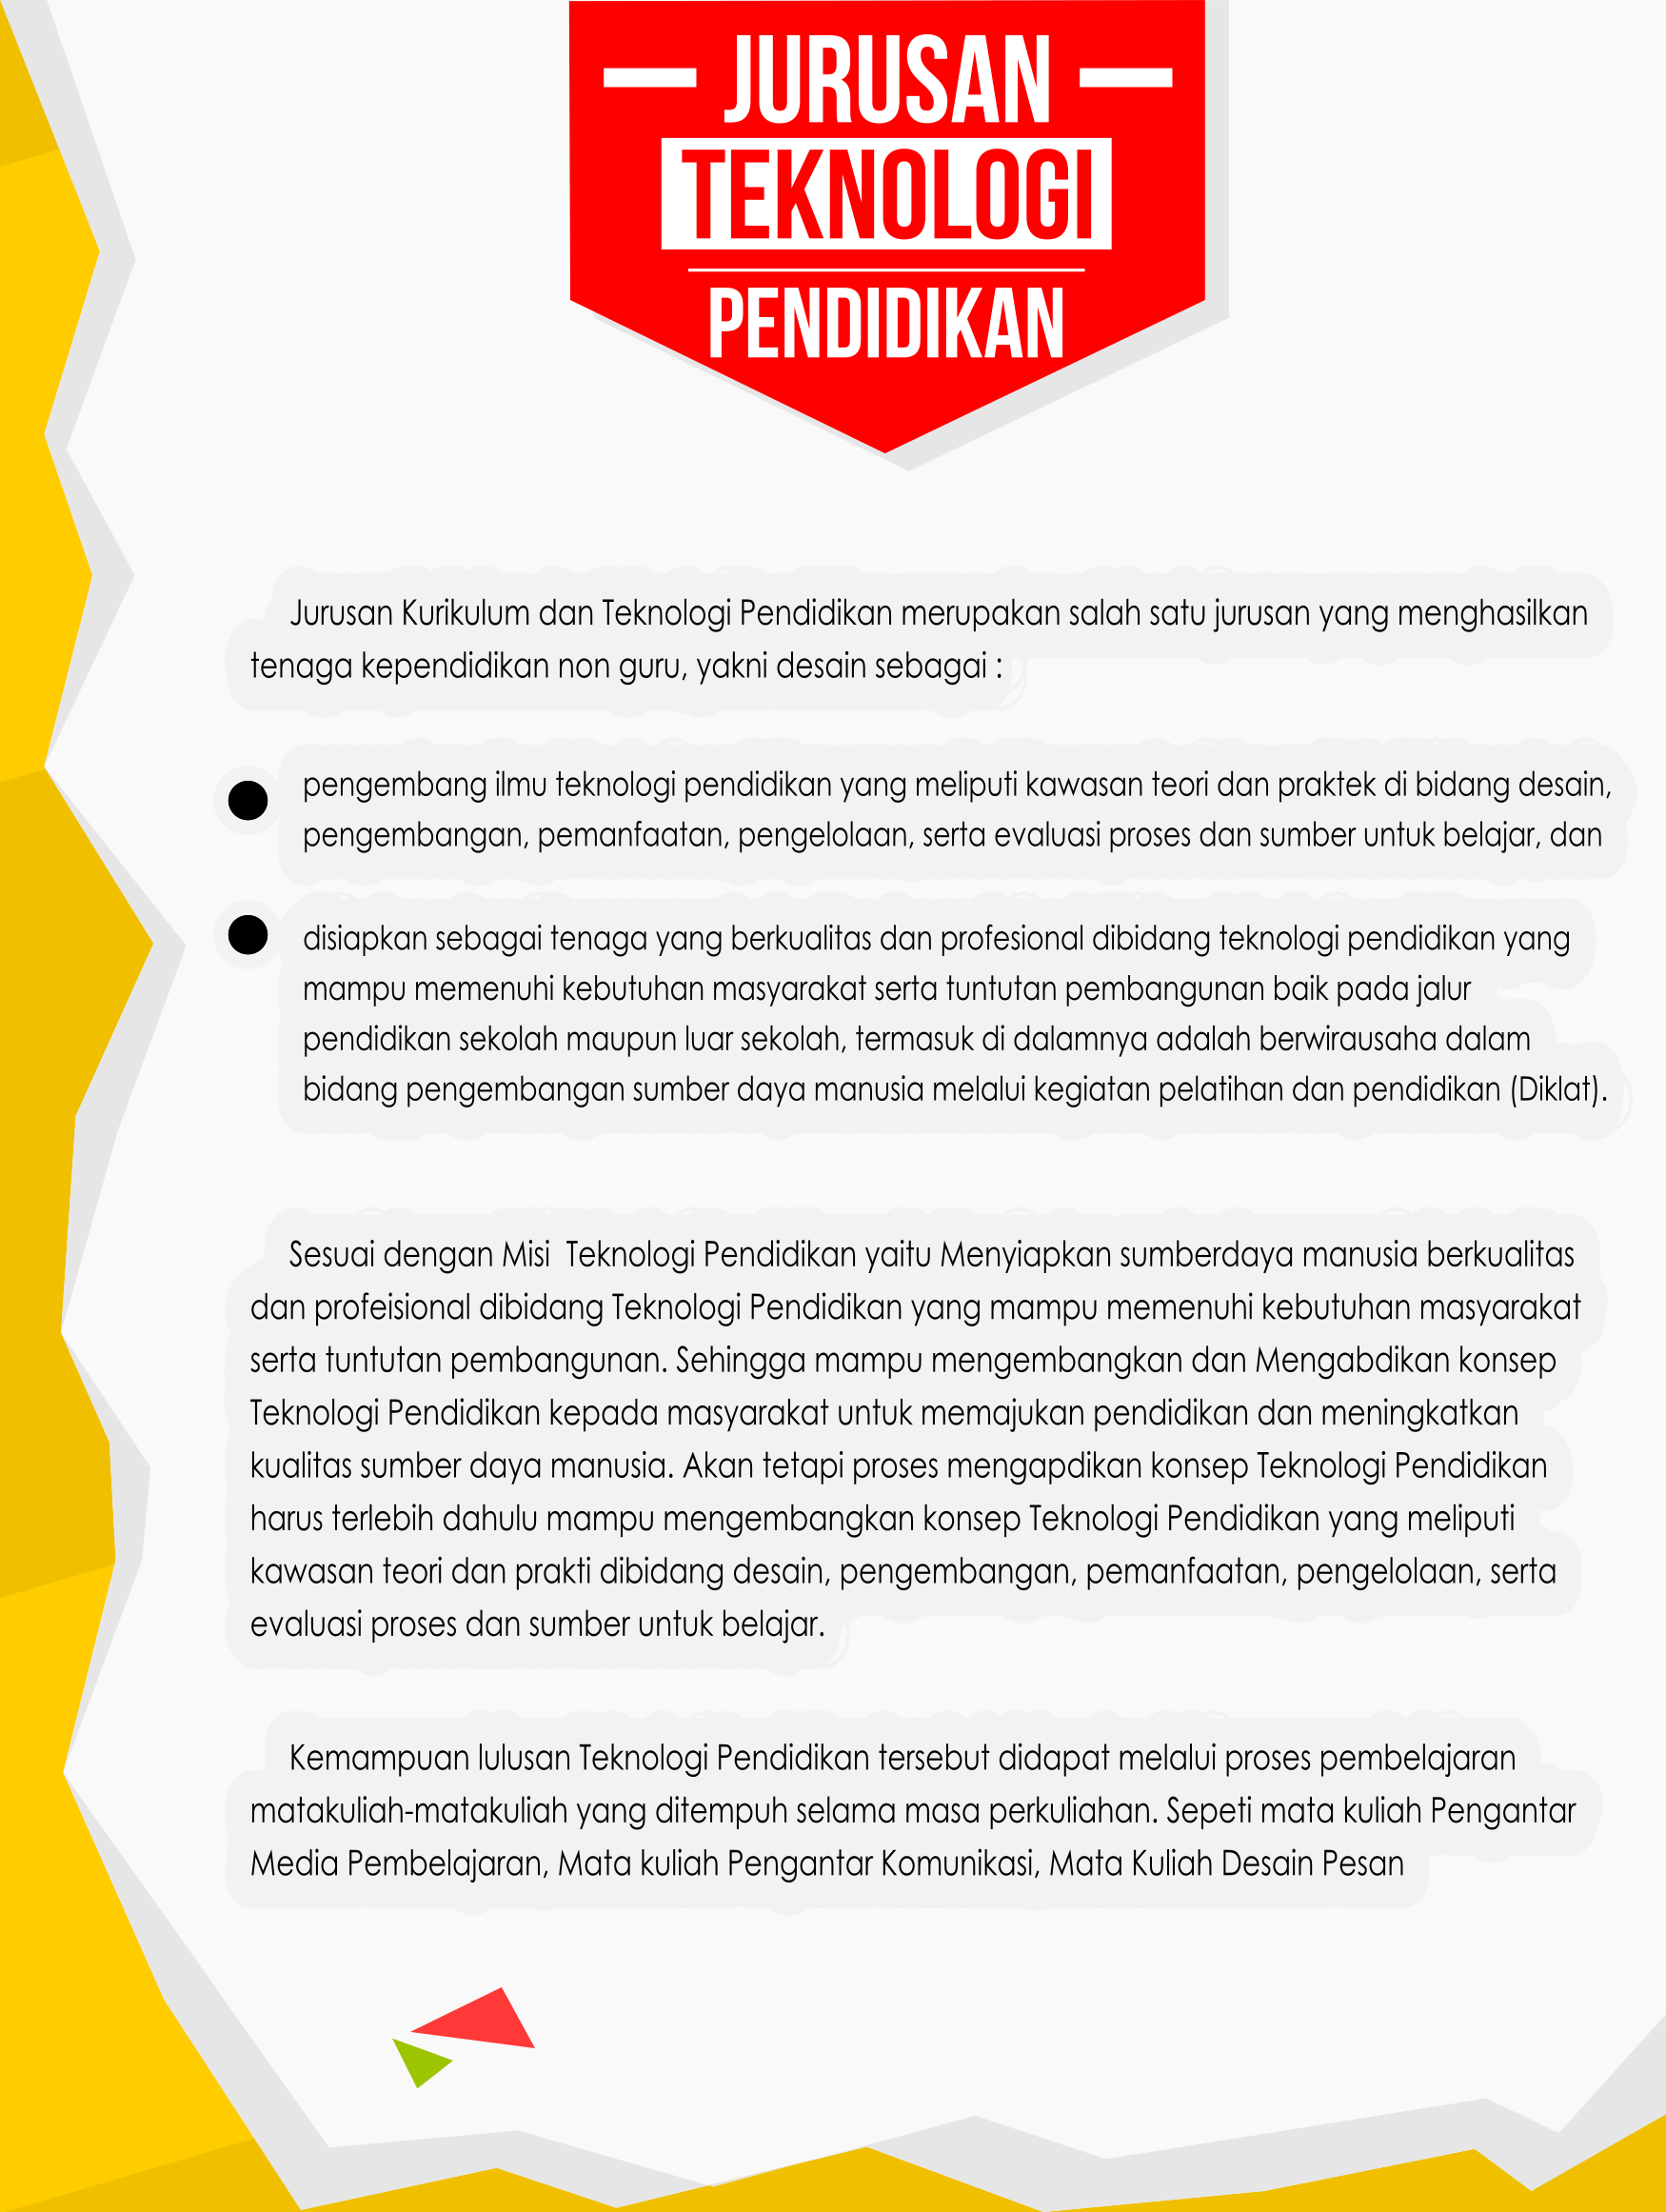 JURUSAN
TEKNOLOGI
PENDIDIKAN
Jurusan Kurikulum dan Teknologi Pendidikan merupakan salah satu jurusan yang menghasilkan
tenaga kependidikan non guru, yakni desain sebagai :
● pengembang ilmu teknologi pendidikan yang meliputi kawasan teori dan praktek di bidang desain,
pengembangan, pemanfaatan, pengelolaan, serta evaluasi proses dan sumber untuk belajar, dan
● disiapkan sebagai tenaga yang berkualitas dan profesional dibidang teknologi pendidikan yang
mampu memenuhi kebutuhan masyarakat serta tuntutan pembangunan baik pada jalur
pendidikan sekolah maupun luar sekolah, termasuk di dalamnya adalah berwirausaha dalam
bidang pengembangan sumber daya manusia melalui kegiatan pelatihan dan pendidikan (Diklat).
Sesuai dengan Misi  Teknologi Pendidikan yaitu Menyiapkan sumberdaya manusia berkualitas
dan profeisional dibidang Teknologi Pendidikan yang mampu memenuhi kebutuhan masyarakat
serta tuntutan pembangunan. Sehingga mampu mengembangkan dan Mengabdikan konsep
Teknologi Pendidikan kepada masyarakat untuk memajukan pendidikan dan meningkatkan
kualitas sumber daya manusia. Akan tetapi proses mengapdikan konsep Teknologi Pendidikan
harus terlebih dahulu mampu mengembangkan konsep Teknologi Pendidikan yang meliputi
kawasan teori dan prakti dibidang desain, pengembangan, pemanfaatan, pengelolaan, serta
evaluasi proses dan sumber untuk belajar.
Kemampuan lulusan Teknologi Pendidikan tersebut didapat melalui proses pembelajaran
matakuliah-matakuliah yang ditempuh selama masa perkuliahan. Sepeti mata kuliah Pengantar
Media Pembelajaran, Mata kuliah Pengantar Komunikasi, Mata Kuliah Desain Pesan